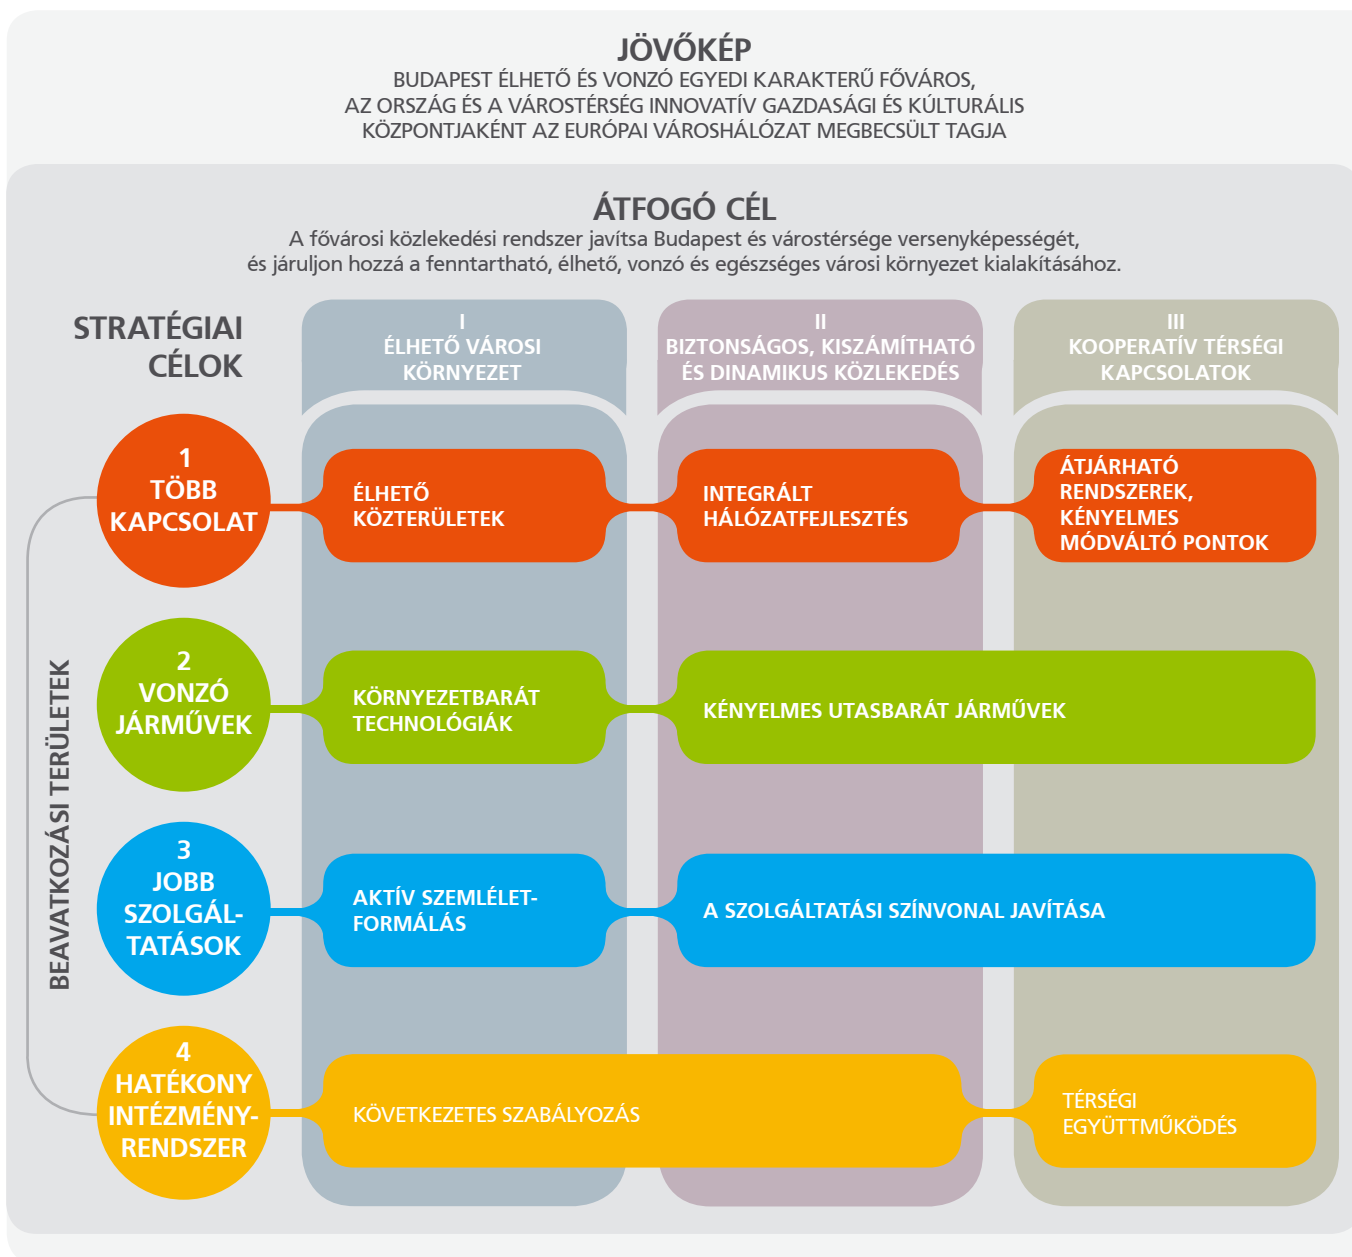 JÖVŐKÉP
BUDAPEST ÉLHETŐ ÉS VONZÓ EGYEDI KARAKTERŰ FŐVÁROS,
AZ ORSZÁG ÉS A VÁROSTÉRSÉG INNOVATÍV GAZDASÁGI ÉS KÚLTURÁLIS
KÖZPONTJAKÉNT AZ EURÓPAI VÁROSHÁLÓZAT MEGBECSÜLT TAGJA
ÁTFOGÓ CÉL
A fővárosi közlekedési rendszer javítsa Budapest és várostérsége versenyképességét,
és járuljon hozzá a fenntartható, élhető, vonzó és egészséges városi környezet kialakításához.
STRATÉGIAI
CÉLOK
I
ÉLHETŐ VÁROSI
KÖRNYEZET
II
BIZTONSÁGOS, KISZÁMÍTHATÓ
ÉS DINAMIKUS KÖZLEKEDÉS
III
KOOPERATÍV TÉRSÉGI
KAPCSOLATOK
BEAVATKOZÁSI TERÜLETEK
1
TÖBB
KAPCSOLAT
ÉLHETŐ
KÖZTERÜLETEK
INTEGRÁLT
HÁLÓZATFEJLESZTÉS
ÁTJÁRHATÓ
RENDSZEREK,
KÉNYELMES
MÓDVÁLTÓ PONTOK
2
VONZÓ
JÁRMŰVEK
KÖRNYEZETBARÁT
TECHNOLÓGIÁK
KÉNYELMES UTASBARÁT JÁRMŰVEK
3
JOBB
SZOLGÁL-
TATÁSOK
AKTÍV SZEMLÉLET-
FORMÁLÁS
A SZOLGÁLTATÁSI SZÍNVONAL JAVÍTÁSA
4
HATÉKONY
INTÉZMÉNY-
RENDSZER
KÖVETKEZETES SZABÁLYOZÁS
TÉRSÉGI
EGYÜTTMŰKÖDÉS